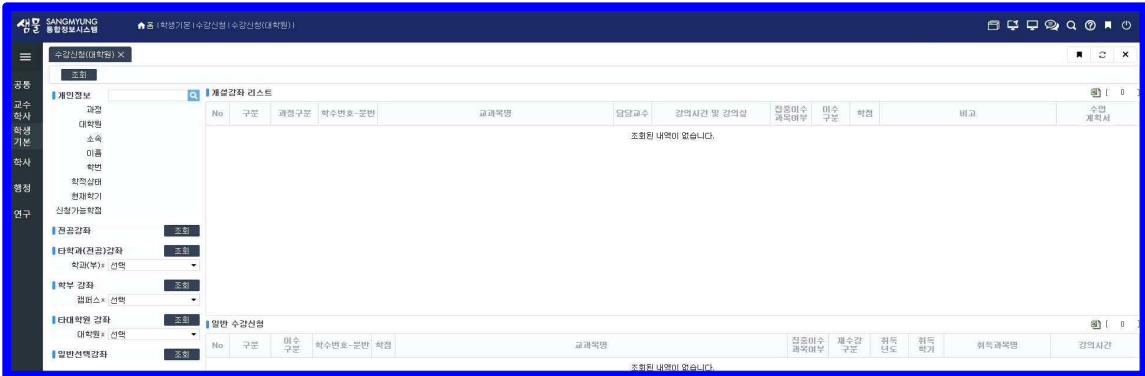 샘물 SANGMYUNG 통합정보시스템
홈 | 학생기본 | 수강신청 | 수강신청(대학원) |
수강신청(대학원) ×
조회
공통
교수학사
학생기본
학사
행정
연구
개인정보
과정
대학원
소속
이름
학번
학적상태
현재학기
신청가능학점
전공강좌 조회
타학과(전공)강좌 조회
학과(부)* 선택
학부 강좌 조회
캠퍼스* 선택
타대학원 강좌 조회
대학원* 선택
일반선택강좌 조회
개설강좌 리스트 [ 0 ]
No 구분 과정구분 학수번호-분반 교과목명 담당교수 강의시간 및 강의실 집중이수과목여부 이수구분 학점 비고 수업계획서
조회된 내역이 없습니다.
일반 수강신청 [ 0 ]
No 구분 이수구분 학수번호-분반 학점 교과목명 집중이수과목여부 재수강구분 취득년도 취득학기 취득과목명 강의시간
조회된 내역이 없습니다.